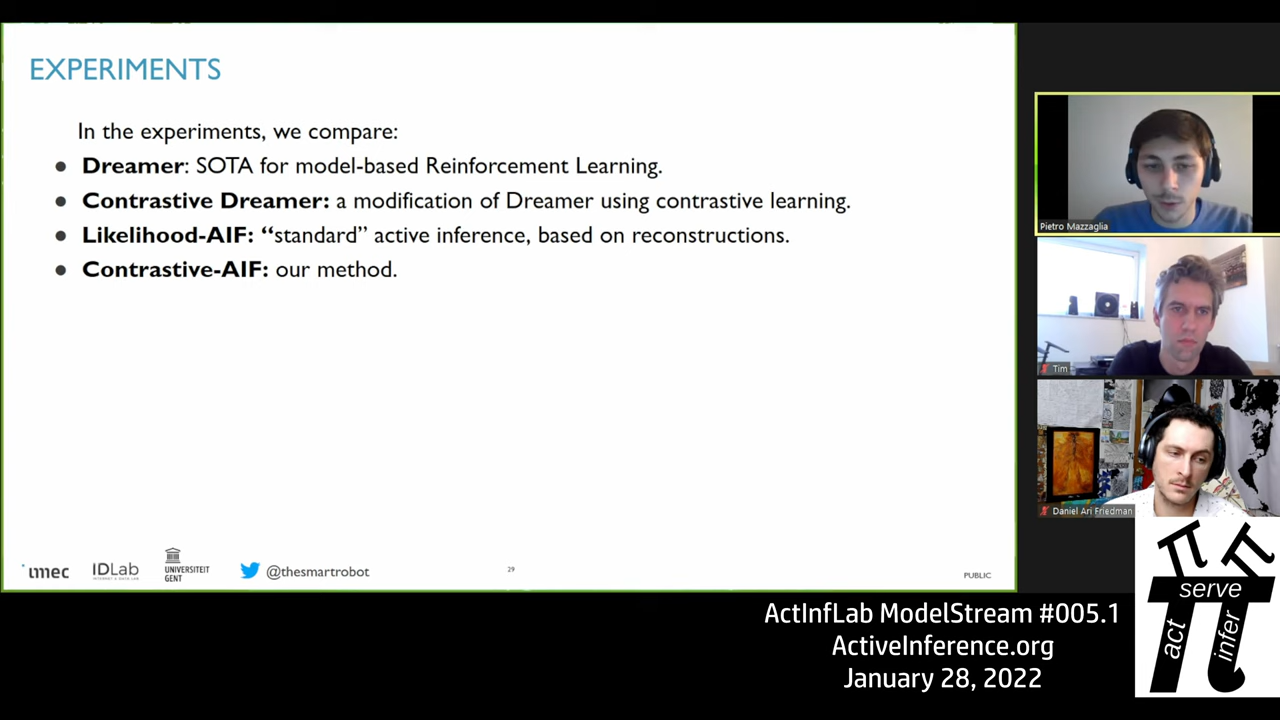 EXPERIMENTS
In the experiments, we compare:
● Dreamer: SOTA for model-based Reinforcement Learning.
● Contrastive Dreamer: a modification of Dreamer using contrastive learning.
● Likelihood-AIF: “standard” active inference, based on reconstructions.
● Contrastive-AIF: our method.
imec
IDLab
UNIVERSITEIT
GENT
@thesmartrobot
29
PUBLIC
Pietro Mazzaglia
Tim
Daniel Ari Friedman
ActInfLab ModelStream #005.1
ActiveInference.org
January 28, 2022
serve
act
infer